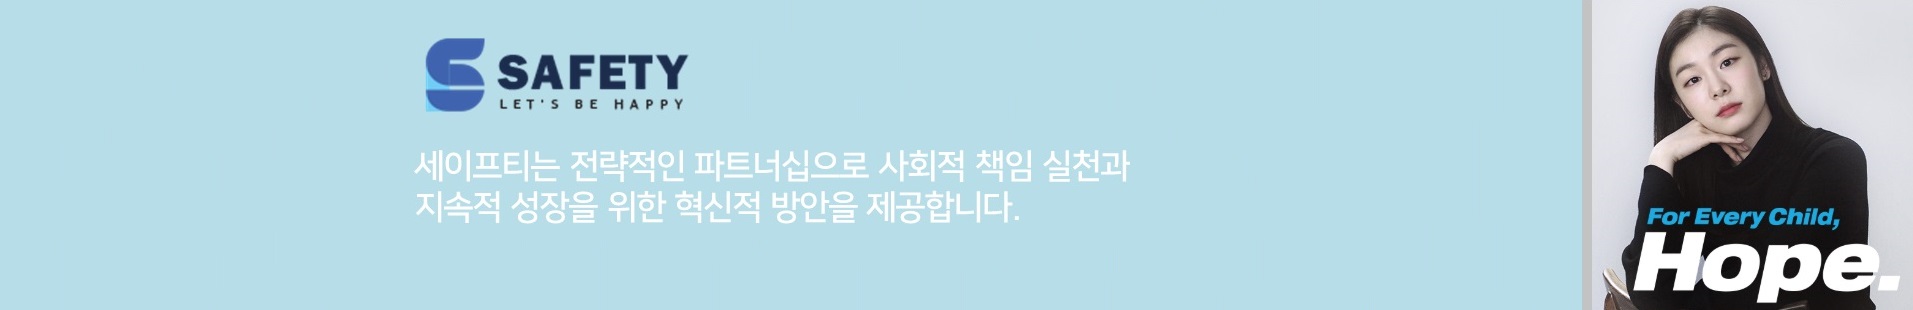 SAFETY
LET'S BE HAPPY
세이프티는 전략적인 파트너십으로 사회적 책임 실천과
지속적 성장을 위한 혁신적 방안을 제공합니다.
For Every Child,
Hope.